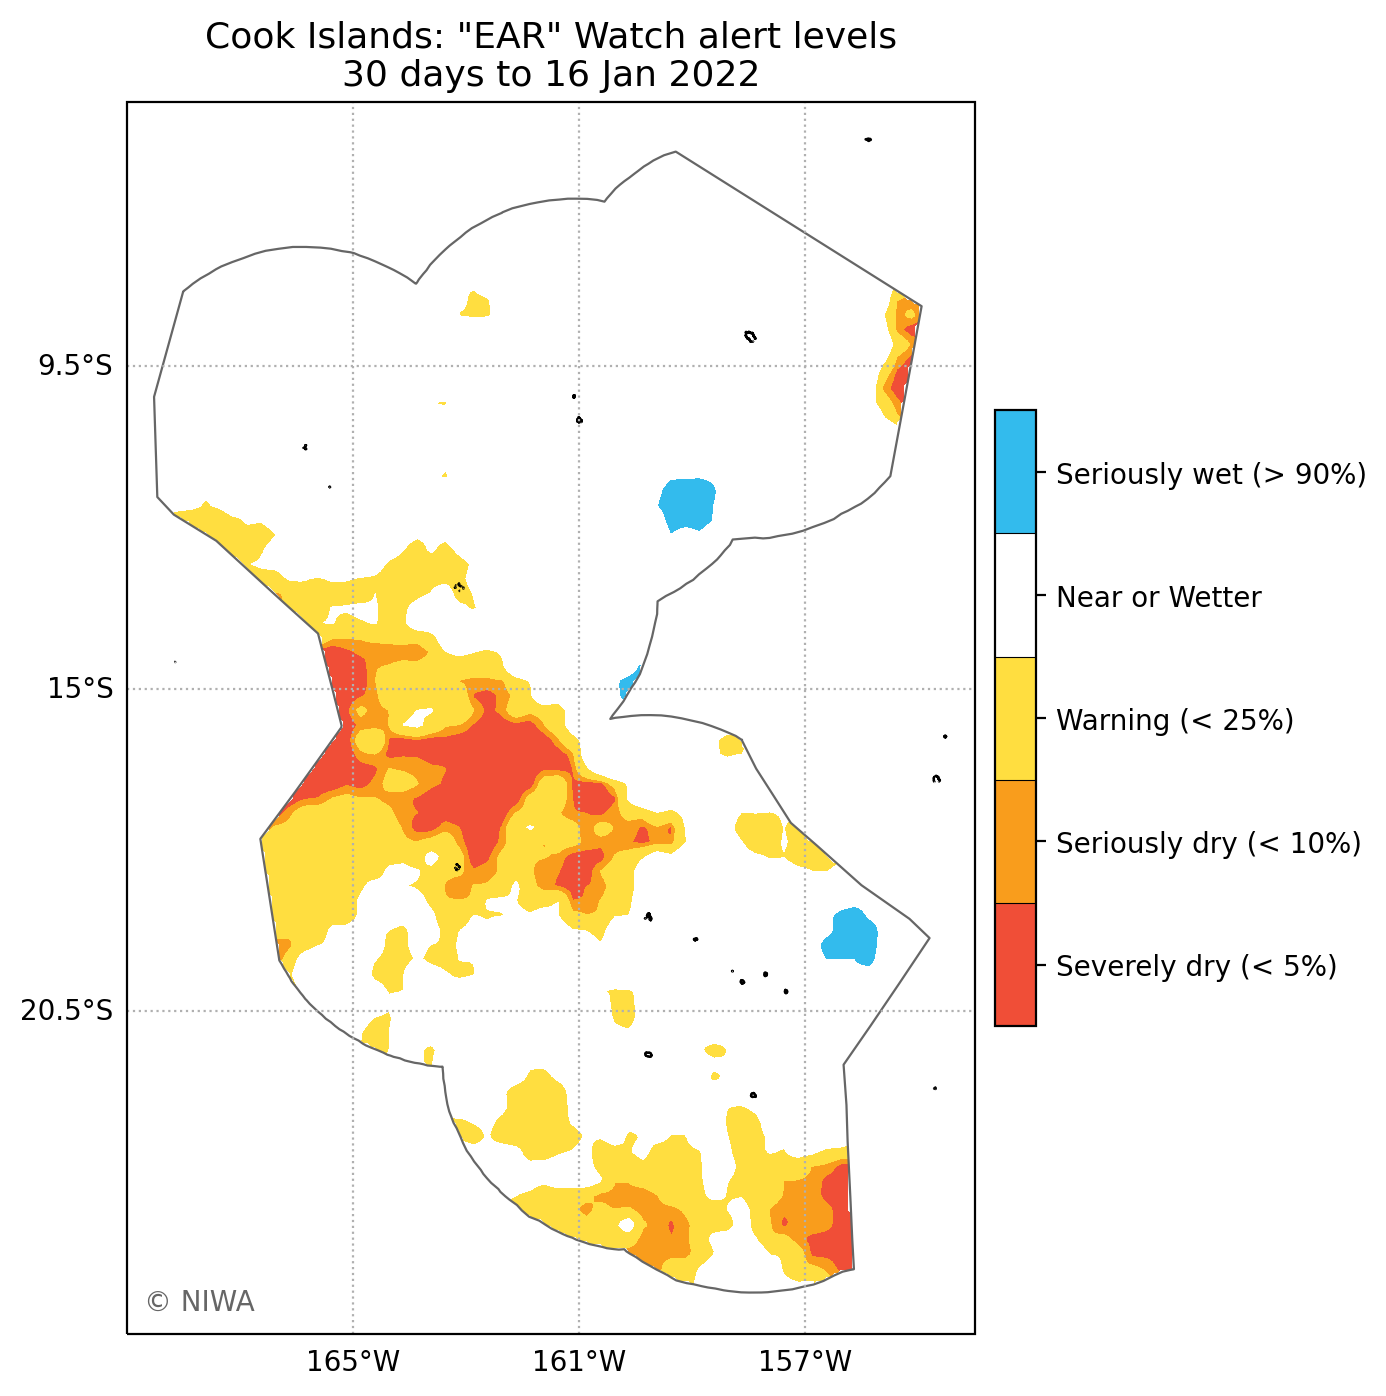 Cook Islands: "EAR" Watch alert levels
30 days to 16 Jan 2022
9.5°S
15°S
20.5°S
165°W
161°W
157°W
Seriously wet (> 90%)
Near or Wetter
Warning (< 25%)
Seriously dry (< 10%)
Severely dry (< 5%)
© NIWA